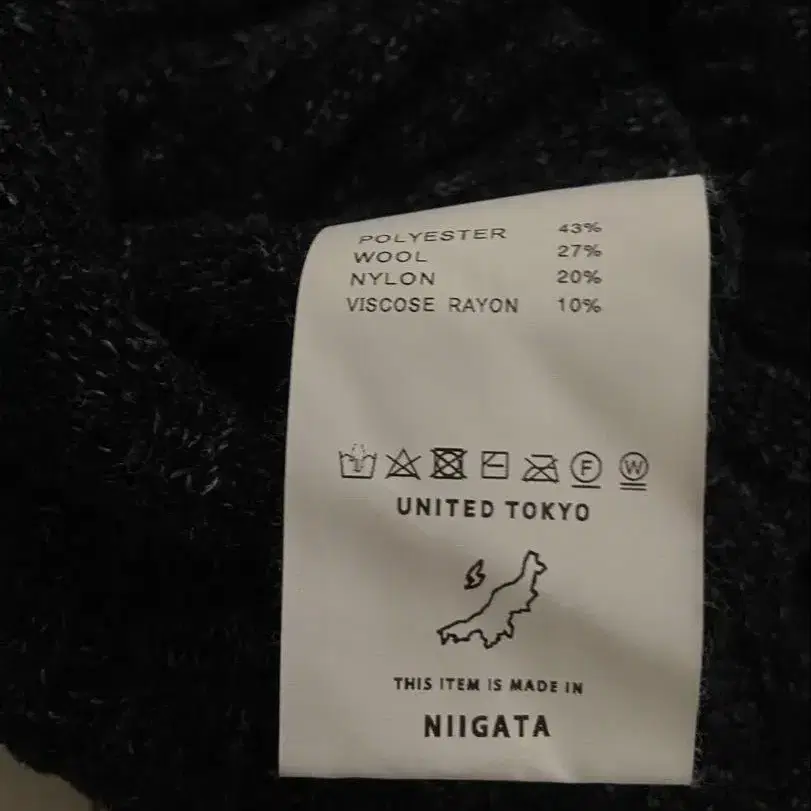 POLYESTER 43%
WOOL 27%
NYLON 20%
VISCOSE RAYON 10%
F W
UNITED TOKYO
THIS ITEM IS MADE IN
NIIGATA